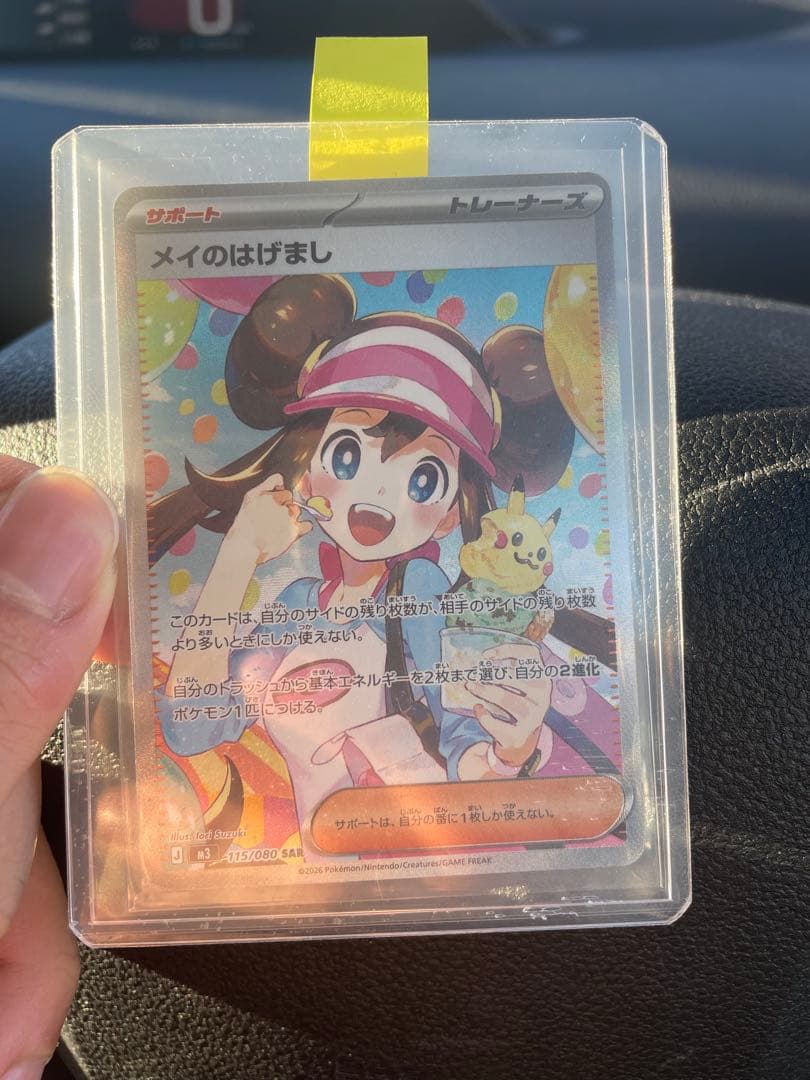 サポート
トレーナーズ
メイのはげまし
このカードは、自分のサイドの残り枚数が、相手のサイドの残り枚数
より多いときにしか使えない。
自分のトラッシュから基本エネルギーを2枚まで選び、自分の2進化
ポケモン1匹につける。
サポートは、自分の番に1枚しか使えない。
Illus. Iori Suzuki
J M3 115/080 SAR
©2026 Pokémon/Nintendo/Creatures/GAME FREAK